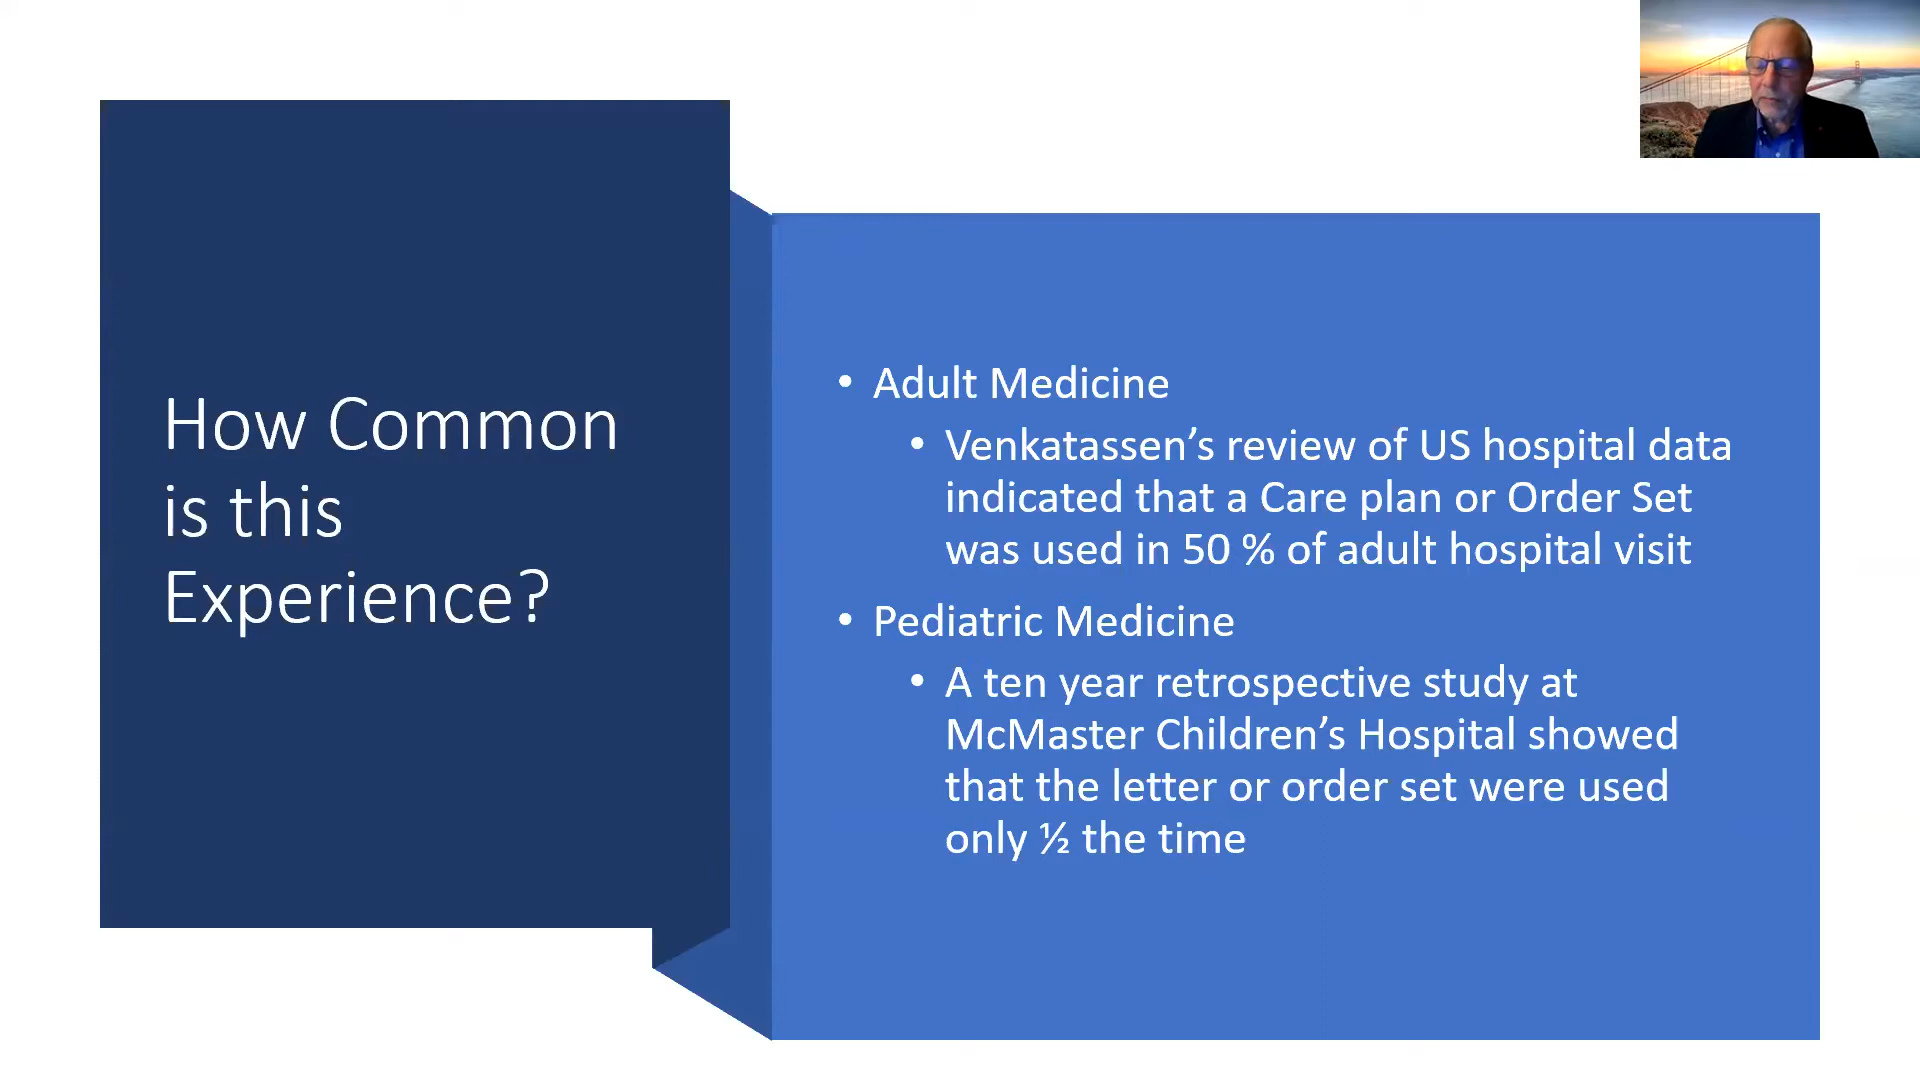 How Common
is this
Experience?
• Adult Medicine
• Venkatassen’s review of US hospital data
indicated that a Care plan or Order Set
was used in 50 % of adult hospital visit
• Pediatric Medicine
• A ten year retrospective study at
McMaster Children’s Hospital showed
that the letter or order set were used
only ½ the time